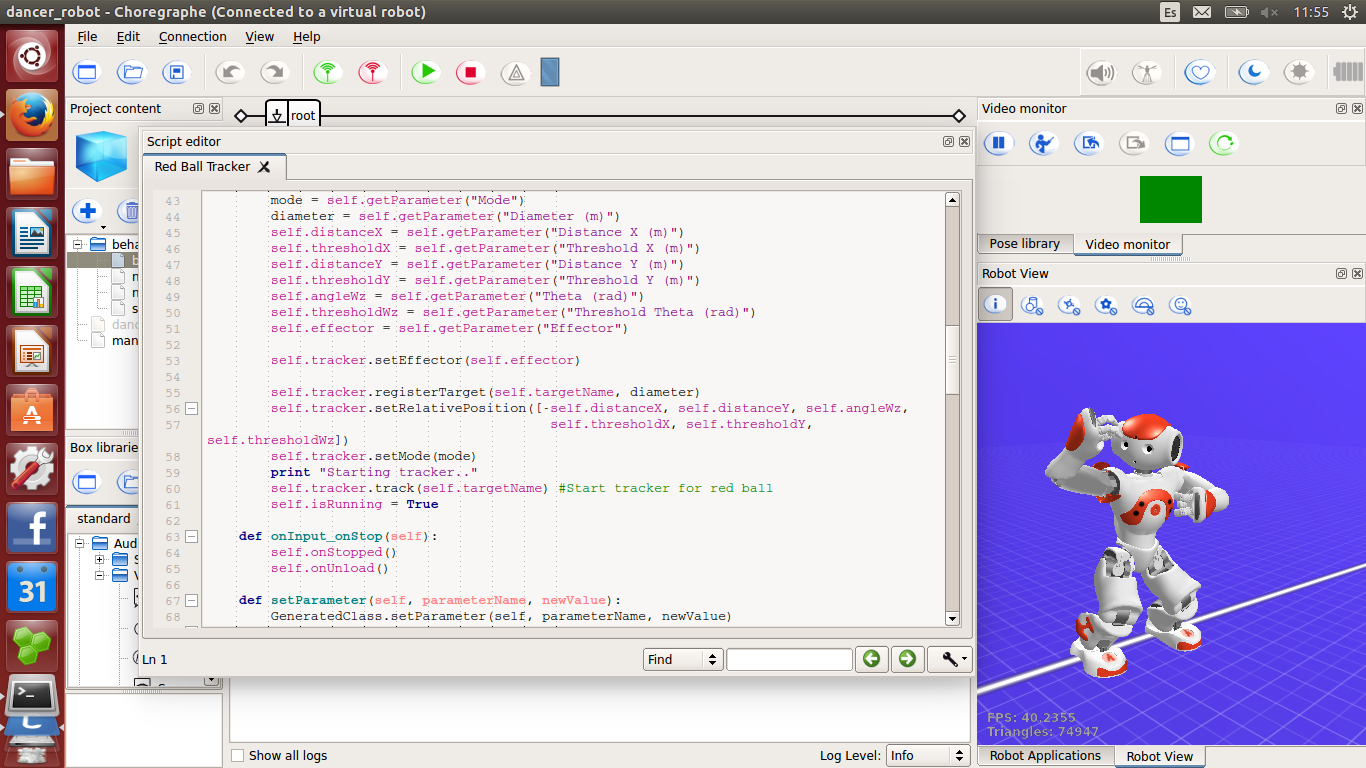 dancer_robot - Choregraphe (Connected to a virtual robot)
Es
11:55
File Edit Connection View Help
Project content
root
Script editor
Red Ball Tracker
43 mode = self.getParameter("Mode")
44 diameter = self.getParameter("Diameter (m)")
45 self.distanceX = self.getParameter("Distance X (m)")
46 self.thresholdX = self.getParameter("Threshold X (m)")
47 self.distanceY = self.getParameter("Distance Y (m)")
48 self.thresholdY = self.getParameter("Threshold Y (m)")
49 self.angleWz = self.getParameter("Theta (rad)")
50 self.thresholdWz = self.getParameter("Threshold Theta (rad)")
51 self.effector = self.getParameter("Effector")
52
53 self.tracker.setEffector(self.effector)
54
55 self.tracker.registerTarget(self.targetName, diameter)
56 self.tracker.setRelativePosition([-self.distanceX, self.distanceY, self.angleWz,
57 self.thresholdX, self.thresholdY,
self.thresholdWz])
58 self.tracker.setMode(mode)
59 print "Starting tracker.."
60 self.tracker.track(self.targetName) #Start tracker for red ball
61 self.isRunning = True
62
63 def onInput_onStop(self):
64 self.onStopped()
65 self.onUnload()
66
67 def setParameter(self, parameterName, newValue):
68 GeneratedClass.setParameter(self, parameterName, newValue)
Ln 1
Find
beha
b
n
n
s
danc
man
Box librarie
standard
Aud
S
V
31
Show all logs
Log Level: Info
Video monitor
Pose library
Video monitor
Robot View
FPS: 40,2355
Triangles: 74947
Robot Applications
Robot View